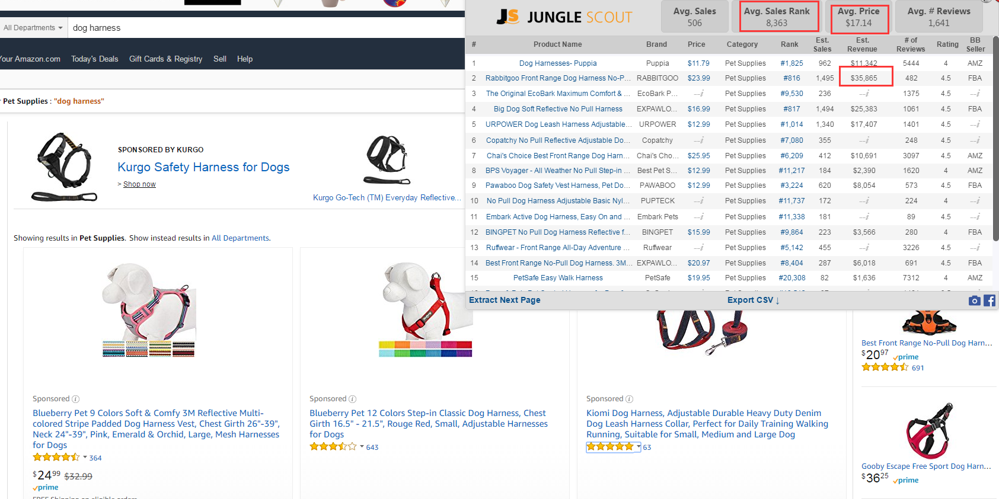 All Departments
dog harness
Your Amazon.com Today's Deals Gift Cards & Registry Sell Help
Pet Supplies : "dog harness"
SPONSORED BY KURGO
Kurgo Safety Harness for Dogs
> Shop now
Kurgo Go-Tech (TM) Everyday Reflective...
Showing results in Pet Supplies. Show instead results in All Departments.
JS JUNGLE SCOUT
Avg. Sales
506
Avg. Sales Rank
8,363
Avg. Price
$17.14
Avg. # Reviews
1,641
# Product Name Brand Price Category Rank Est. Sales Est. Revenue # of Reviews Rating BB Seller
1 Dog Harnesses- Puppia Puppia $11.79 Pet Supplies #1,825 962 $11,342 5444 4 AMZ
2 Rabbitgoo Front Range Dog Harness No-P... RABBITGOO $23.99 Pet Supplies #816 1,495 $35,865 482 4.5 FBA
3 The Original EcoBark Maximum Comfort & ... EcoBark P... --i Pet Supplies #9,530 236 --i 1375 4.5 --i
4 Big Dog Soft Reflective No Pull Harness EXPAWLO... $16.99 Pet Supplies #817 1,494 $25,383 1061 4.5 FBA
5 URPOWER Dog Leash Harness Adjustable... URPOWER $12.99 Pet Supplies #1,014 1,340 $17,407 1401 4.5 --i
6 Copatchy No Pull Reflective Adjustable Do... Copatchy --i Pet Supplies #7,080 355 --i 248 4.5 --i
7 Chai's Choice Best Front Range Dog Harn... Chai's Cho... $25.95 Pet Supplies #6,209 412 $10,691 3097 4.5 AMZ
8 BPS Voyager - All Weather No Pull Step-in ... Best Pet S... $12.99 Pet Supplies #11,217 184 $2,390 1620 4 AMZ
9 Pawaboo Dog Safety Vest Harness, Pet Do... PAWABOO $12.99 Pet Supplies #3,224 620 $8,054 573 4.5 FBA
10 No Pull Dog Harness Adjustable Basic Nyl... PUPTECK --i Pet Supplies #11,737 172 --i 224 4 --i
11 Embark Active Dog Harness, Easy On and ... Embark Pets --i Pet Supplies #11,338 181 --i 89 4.5 --i
12 BINGPET No Pull Dog Harness Reflective f... BINGPET $15.99 Pet Supplies #9,864 223 $3,566 280 4 FBA
13 Ruffwear - Front Range All-Day Adventure ... Ruffwear --i Pet Supplies #5,142 455 --i 3226 4.5 --i
14 Best Front Range No-Pull Dog Harness. 3M... EXPAWLO... $20.97 Pet Supplies #8,404 287 $6,018 691 4.5 FBA
15 PetSafe Easy Walk Harness PetSafe $19.95 Pet Supplies #20,308 82 $1,636 7312 4 AMZ
Extract Next Page Export CSV ↓
Sponsored
Blueberry Pet 9 Colors Soft & Comfy 3M Reflective Multi-
colored Stripe Padded Dog Harness Vest, Chest Girth 26"-39",
Neck 24"-39", Pink, Emerald & Orchid, Large, Mesh Harnesses
for Dogs
364
$24.99 $32.99
prime
FREE Shipping on eligible orders
Sponsored
Blueberry Pet 12 Colors Step-in Classic Dog Harness, Chest
Girth 16.5" - 21.5", Rouge Red, Small, Adjustable Harnesses
for Dogs
643
Sponsored
Kiomi Dog Harness, Adjustable Durable Heavy Duty Denim
Dog Leash Harness Collar, Perfect for Daily Training Walking
Running, Suitable for Small, Medium and Large Dog
63
Best Front Range No-Pull Dog Harn...
$20.97 prime
691
Gooby Escape Free Sport Dog Harn...
$36.25 prime